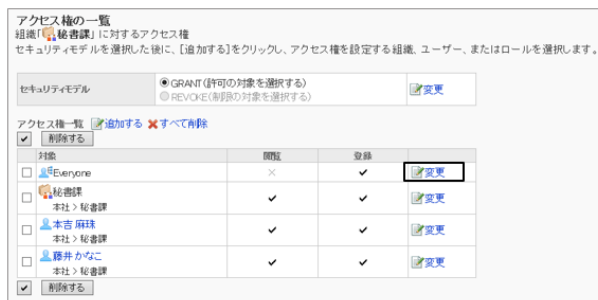 アクセス権の一覧
組織「秘書課」に対するアクセス権
セキュリティモデルを選択した後に、[追加する]をクリックし、アクセス権を設定する組織、ユーザー、またはロールを選択します。
セキュリティモデル
GRANT(許可の対象を選択する)
REVOKE(制限の対象を選択する)
変更
アクセス権一覧 追加する すべて削除
削除する
対象 閲覧 登録
Everyone 変更
秘書課
本社 > 秘書課
変更
本吉 麻珠
本社 > 秘書課
変更
藤井 かなこ
本社 > 秘書課
変更
削除する